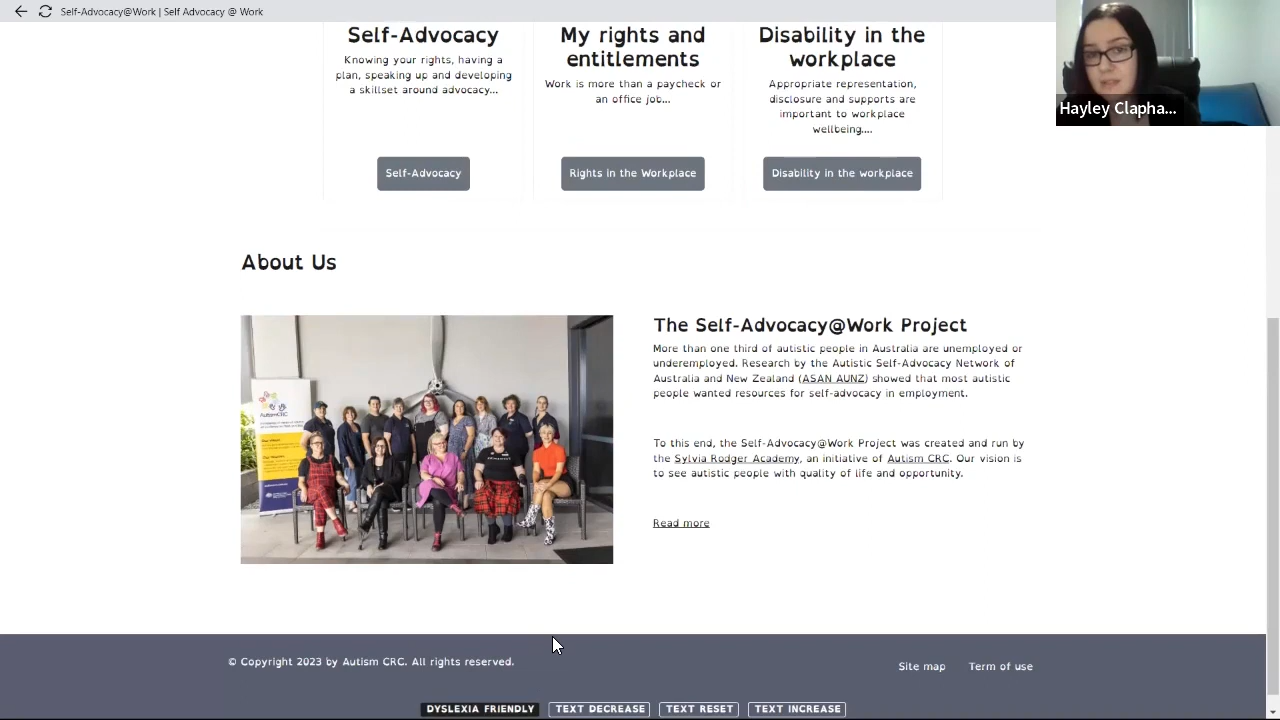 Self-Advocacy@Work | Self Advocacy @ Work
Hayley Clapha...
Self-Advocacy
Knowing your rights, having a
plan, speaking up and developing
a skillset around advocacy...
Self-Advocacy
My rights and
entitlements
Work is more than a paycheck or
an office job...
Rights in the Workplace
Disability in the
workplace
Appropriate representation,
disclosure and supports are
important to workplace
wellbeing....
Disability in the workplace
About Us
AutismCRC
The Self-Advocacy@Work Project
More than one third of autistic people in Australia are unemployed or
underemployed. Research by the Autistic Self-Advocacy Network of
Australia and New Zealand (ASAN AUNZ) showed that most autistic
people wanted resources for self-advocacy in employment.
To this end, the Self-Advocacy@Work Project was created and run by
the Sylvia Rodger Academy, an initiative of Autism CRC. Our vision is
to see autistic people with quality of life and opportunity.
Read more
© Copyright 2023 by Autism CRC. All rights reserved.
Site map
Term of use
DYSLEXIA FRIENDLY
TEXT DECREASE
TEXT RESET
TEXT INCREASE